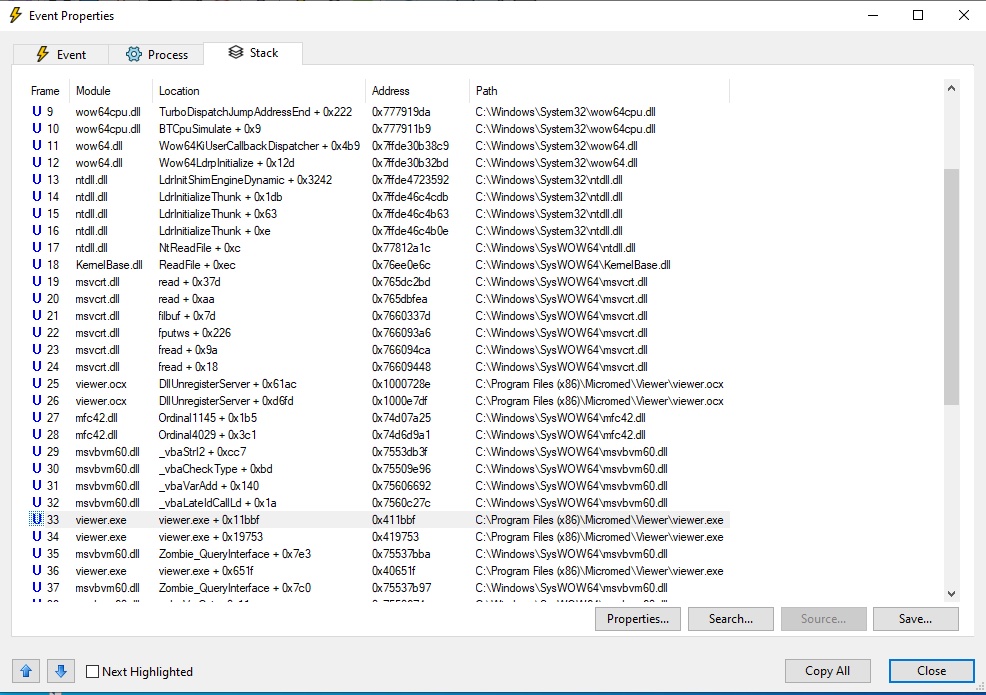 Event Properties
Event Process Stack
Frame Module Location Address Path
U 9 wow64cpu.dll TurboDispatchJumpAddressEnd + 0x222 0x777919da C:\Windows\System32\wow64cpu.dll
U 10 wow64cpu.dll BTCpuSimulate + 0x9 0x777911b9 C:\Windows\System32\wow64cpu.dll
U 11 wow64.dll Wow64KiUserCallbackDispatcher + 0x4b9 0x7ffde30b38c9 C:\Windows\System32\wow64.dll
U 12 wow64.dll Wow64LdrpInitialize + 0x12d 0x7ffde30b32bd C:\Windows\System32\wow64.dll
U 13 ntdll.dll LdrInitShimEngineDynamic + 0x3242 0x7ffde4723592 C:\Windows\System32\ntdll.dll
U 14 ntdll.dll LdrInitializeThunk + 0x1db 0x7ffde46c4cdb C:\Windows\System32\ntdll.dll
U 15 ntdll.dll LdrInitializeThunk + 0x63 0x7ffde46c4b63 C:\Windows\System32\ntdll.dll
U 16 ntdll.dll LdrInitializeThunk + 0xe 0x7ffde46c4b0e C:\Windows\System32\ntdll.dll
U 17 ntdll.dll NtReadFile + 0xc 0x77812a1c C:\Windows\SysWOW64\ntdll.dll
U 18 KernelBase.dll ReadFile + 0xec 0x76ee0e6c C:\Windows\SysWOW64\KernelBase.dll
U 19 msvcrt.dll read + 0x37d 0x765dc2bd C:\Windows\SysWOW64\msvcrt.dll
U 20 msvcrt.dll read + 0xaa 0x765dbfea C:\Windows\SysWOW64\msvcrt.dll
U 21 msvcrt.dll filbuf + 0x7d 0x7660337d C:\Windows\SysWOW64\msvcrt.dll
U 22 msvcrt.dll fputws + 0x226 0x766093a6 C:\Windows\SysWOW64\msvcrt.dll
U 23 msvcrt.dll fread + 0x9a 0x766094ca C:\Windows\SysWOW64\msvcrt.dll
U 24 msvcrt.dll fread + 0x18 0x76609448 C:\Windows\SysWOW64\msvcrt.dll
U 25 viewer.ocx DllUnregisterServer + 0x61ac 0x1000728e C:\Program Files (x86)\Micromed\Viewer\viewer.ocx
U 26 viewer.ocx DllUnregisterServer + 0xd6fd 0x1000e7df C:\Program Files (x86)\Micromed\Viewer\viewer.ocx
U 27 mfc42.dll Ordinal1145 + 0x1b5 0x74d07a25 C:\Windows\SysWOW64\mfc42.dll
U 28 mfc42.dll Ordinal4029 + 0x3c1 0x74d6d9a1 C:\Windows\SysWOW64\mfc42.dll
U 29 msvbvm60.dll _vbaStrI2 + 0xcc7 0x7553db3f C:\Windows\SysWOW64\msvbvm60.dll
U 30 msvbvm60.dll _vbaCheckType + 0xbd 0x75509e96 C:\Windows\SysWOW64\msvbvm60.dll
U 31 msvbvm60.dll _vbaVarAdd + 0x140 0x75606692 C:\Windows\SysWOW64\msvbvm60.dll
U 32 msvbvm60.dll _vbaLateIdCallLd + 0x1a 0x7560c27c C:\Windows\SysWOW64\msvbvm60.dll
U 33 viewer.exe viewer.exe + 0x11bbf 0x411bbf C:\Program Files (x86)\Micromed\Viewer\viewer.exe
U 34 viewer.exe viewer.exe + 0x19753 0x419753 C:\Program Files (x86)\Micromed\Viewer\viewer.exe
U 35 msvbvm60.dll Zombie_QueryInterface + 0x7e3 0x75537bba C:\Windows\SysWOW64\msvbvm60.dll
U 36 viewer.exe viewer.exe + 0x651f 0x40651f C:\Program Files (x86)\Micromed\Viewer\viewer.exe
U 37 msvbvm60.dll Zombie_QueryInterface + 0x7c0 0x75537b97 C:\Windows\SysWOW64\msvbvm60.dll
Properties... Search... Source... Save...
Next Highlighted Copy All Close